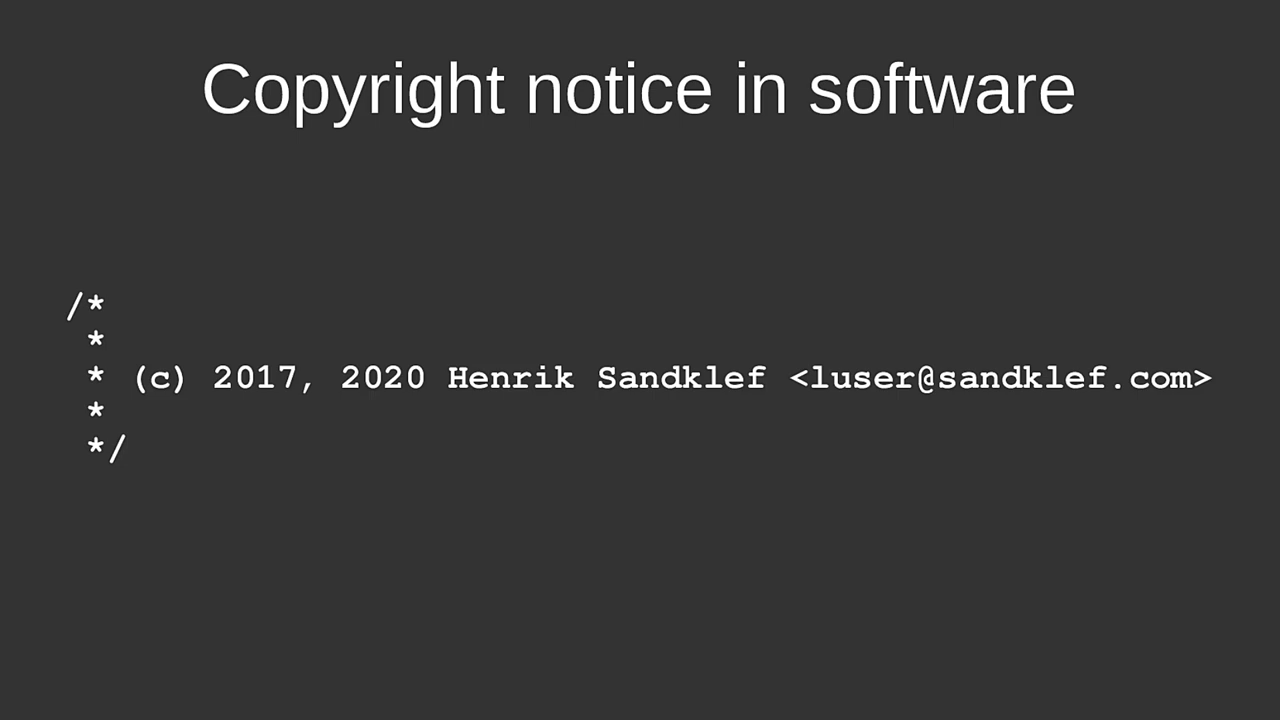 Copyright notice in software
/*
*
* (c) 2017, 2020 Henrik Sandklef <luser@sandklef.com>
*
*/